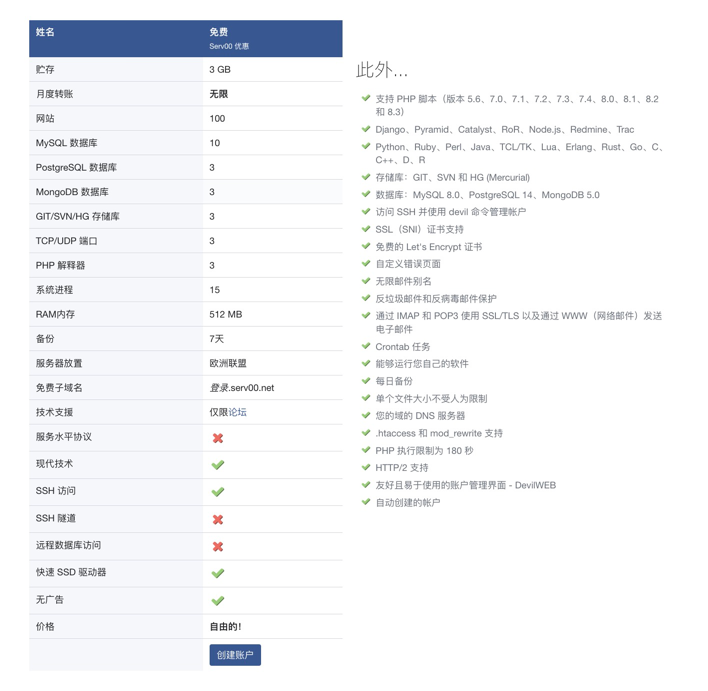 姓名
免费
Serv00 优惠
贮存
3 GB
月度转账
无限
网站
100
MySQL 数据库
10
PostgreSQL 数据库
3
MongoDB 数据库
3
GIT/SVN/HG 存储库
3
TCP/UDP 端口
3
PHP 解释器
3
系统进程
15
RAM内存
512 MB
备份
7天
服务器放置
欧洲联盟
免费子域名
登录.serv00.net
技术支援
仅限论坛
服务水平协议
现代技术
SSH 访问
SSH 隧道
远程数据库访问
快速 SSD 驱动器
无广告
价格
自由的！
创建账户
此外...
支持 PHP 脚本（版本 5.6、7.0、7.1、7.2、7.3、7.4、8.0、8.1、8.2
和 8.3）
Django、Pyramid、Catalyst、RoR、Node.js、Redmine、Trac
Python、Ruby、Perl、Java、TCL/TK、Lua、Erlang、Rust、Go、C、
C++、D、R
存储库：GIT、SVN 和 HG (Mercurial)
数据库：MySQL 8.0、PostgreSQL 14、MongoDB 5.0
访问 SSH 并使用 devil 命令管理帐户
SSL（SNI）证书支持
免费的 Let's Encrypt 证书
自定义错误页面
无限邮件别名
反垃圾邮件和反病毒邮件保护
通过 IMAP 和 POP3 使用 SSL/TLS 以及通过 WWW（网络邮件）发送
电子邮件
Crontab 任务
能够运行您自己的软件
每日备份
单个文件大小不受人为限制
您的域的 DNS 服务器
.htaccess 和 mod_rewrite 支持
PHP 执行限制为 180 秒
HTTP/2 支持
友好且易于使用的账户管理界面 - DevilWEB
自动创建的帐户